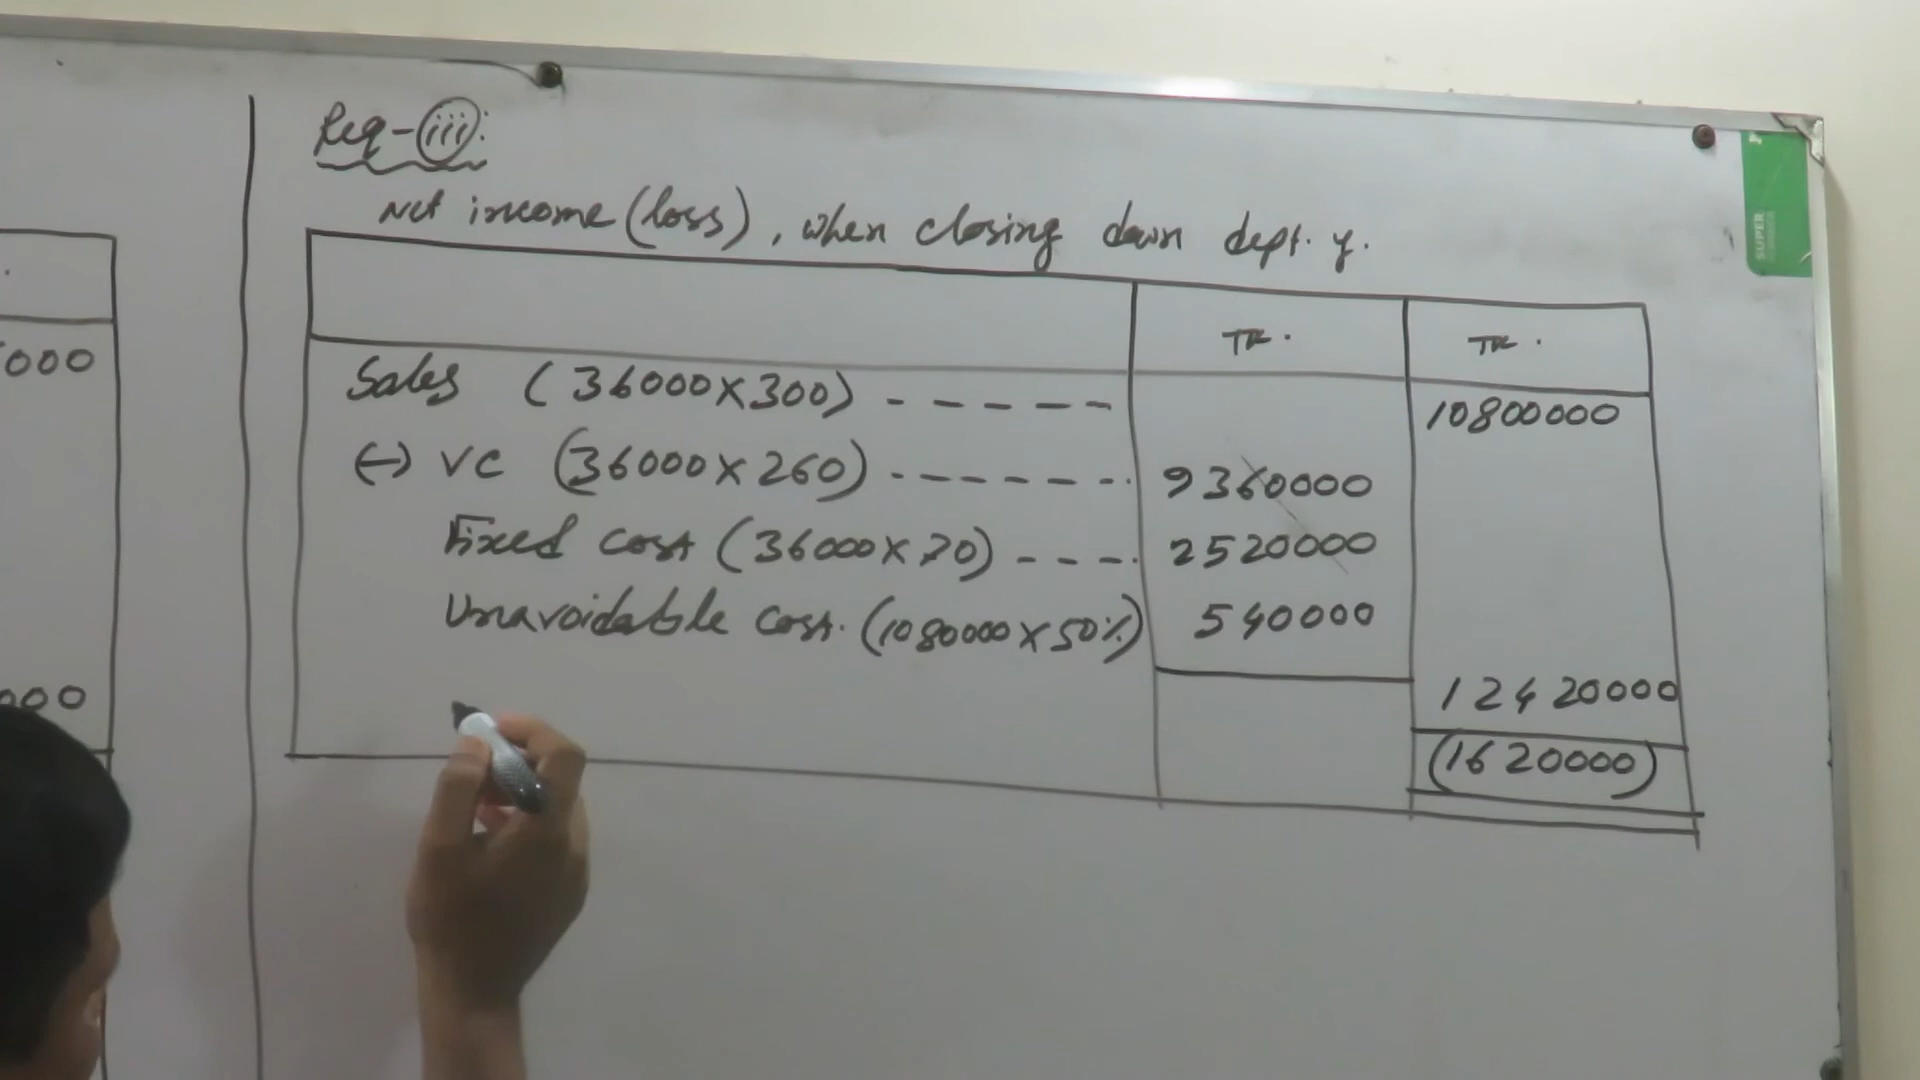 Req-iii:
Net income (loss), when closing down dept. y.
TK. TK.
Sales (36000X300) ------ 10800000
(-) VC (36000X260) ------- 9360000
Fixed cost (36000X70) ---- 2520000
Unavoidable cost. (1080000X50%) 540000
12420000
(1620000)
000
000
SUPER